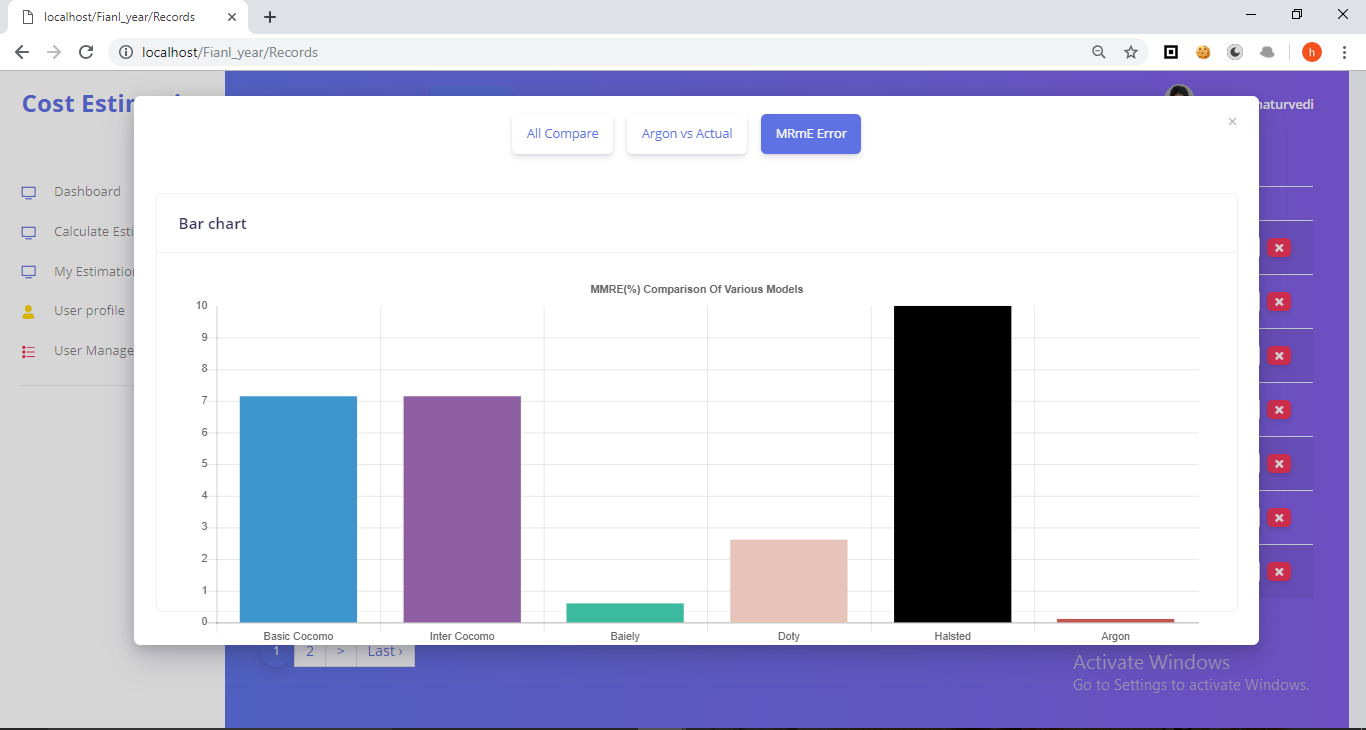 localhost/Fianl_year/Records
localhost/Fianl_year/Records
h
Cost Estim
aturvedi
All Compare
Argon vs Actual
MRmE Error
×
Dashboard
Calculate Esti
My Estimation
User profile
User Manage
Bar chart
MMRE(%) Comparison Of Various Models
10
9
8
7
6
5
4
3
2
1
0
Basic Cocomo
Inter Cocomo
Baiely
Doty
Halsted
Argon
1 2 > Last ›
Activate Windows
Go to Settings to activate Windows.